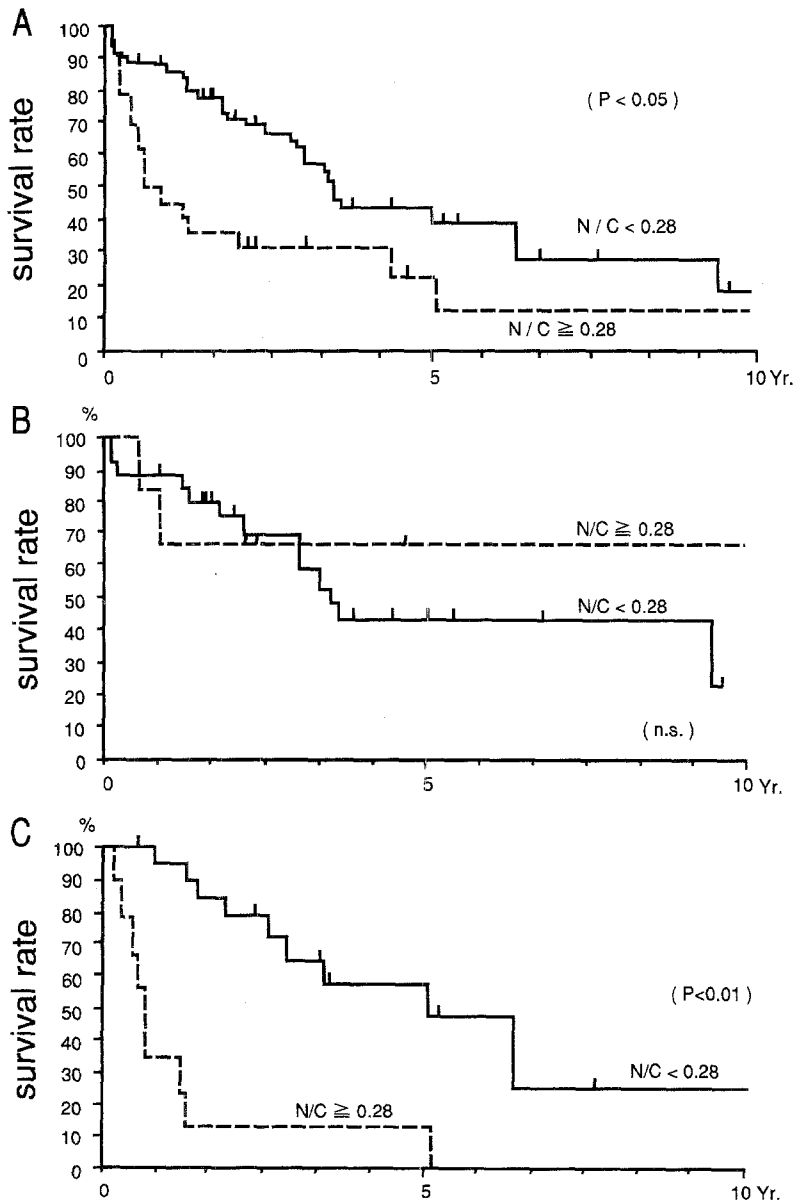 A
survival rate
100
90
80
70
60
50
40
30
20
10
0
( P < 0.05 )
N / C < 0.28
N / C ≧ 0.28
0 5 10 Yr.
B
%
survival rate
100
90
80
70
60
50
40
30
20
10
0
N/C ≧ 0.28
N/C < 0.28
( n.s. )
0 5 10 Yr.
C
%
survival rate
100
90
80
70
60
50
40
30
20
10
0
( P<0.01 )
N/C < 0.28
N/C ≧ 0.28
0 5 10 Yr.